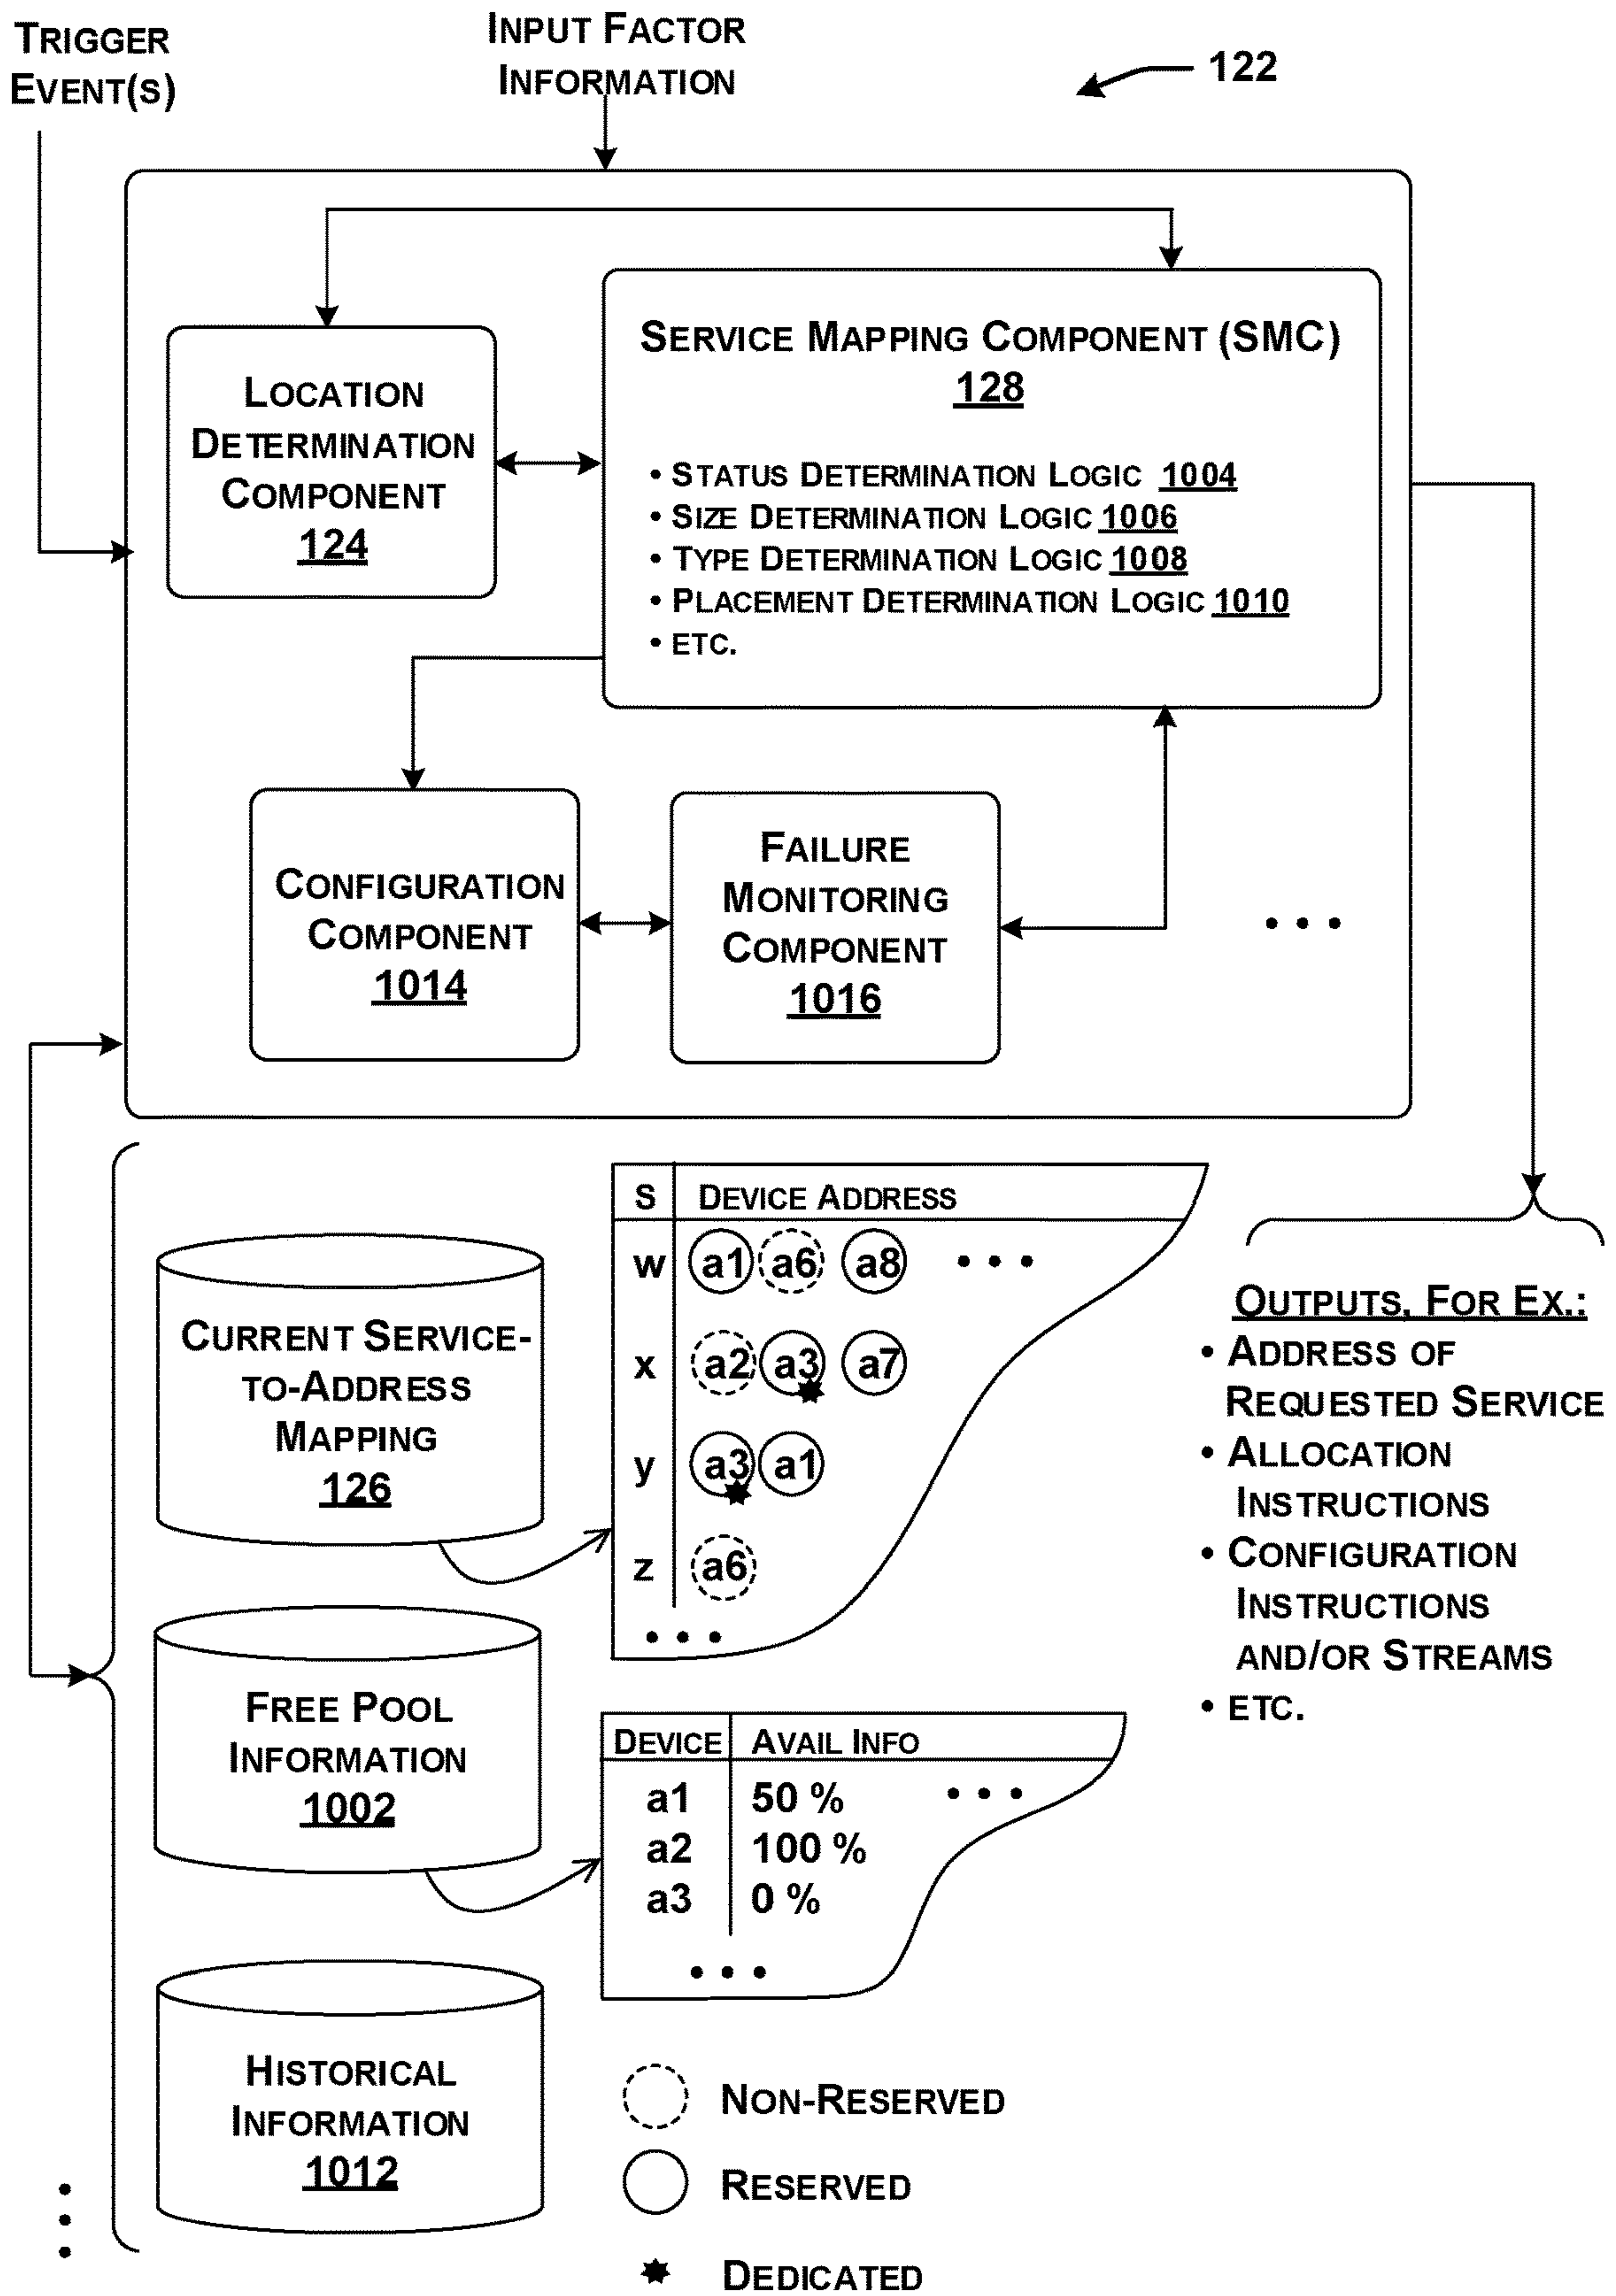 TRIGGER
EVENT(S)
INPUT FACTOR
INFORMATION
122
LOCATION
DETERMINATION
COMPONENT
124
SERVICE MAPPING COMPONENT (SMC)
128
• STATUS DETERMINATION LOGIC 1004
• SIZE DETERMINATION LOGIC 1006
• TYPE DETERMINATION LOGIC 1008
• PLACEMENT DETERMINATION LOGIC 1010
• ETC.
CONFIGURATION
COMPONENT
1014
FAILURE
MONITORING
COMPONENT
1016
• • •
CURRENT SERVICE-
TO-ADDRESS
MAPPING
126
S DEVICE ADDRESS
w a1 a6 a8 • • •
x a2 a3 a7
y a3 a1
z a6
• • •
OUTPUTS, FOR EX.:
• ADDRESS OF
REQUESTED SERVICE
• ALLOCATION
INSTRUCTIONS
• CONFIGURATION
INSTRUCTIONS
AND/OR STREAMS
• ETC.
FREE POOL
INFORMATION
1002
DEVICE AVAIL INFO
a1 50 % • • •
a2 100 %
a3 0 %
• • •
HISTORICAL
INFORMATION
1012
NON-RESERVED
RESERVED
DEDICATED